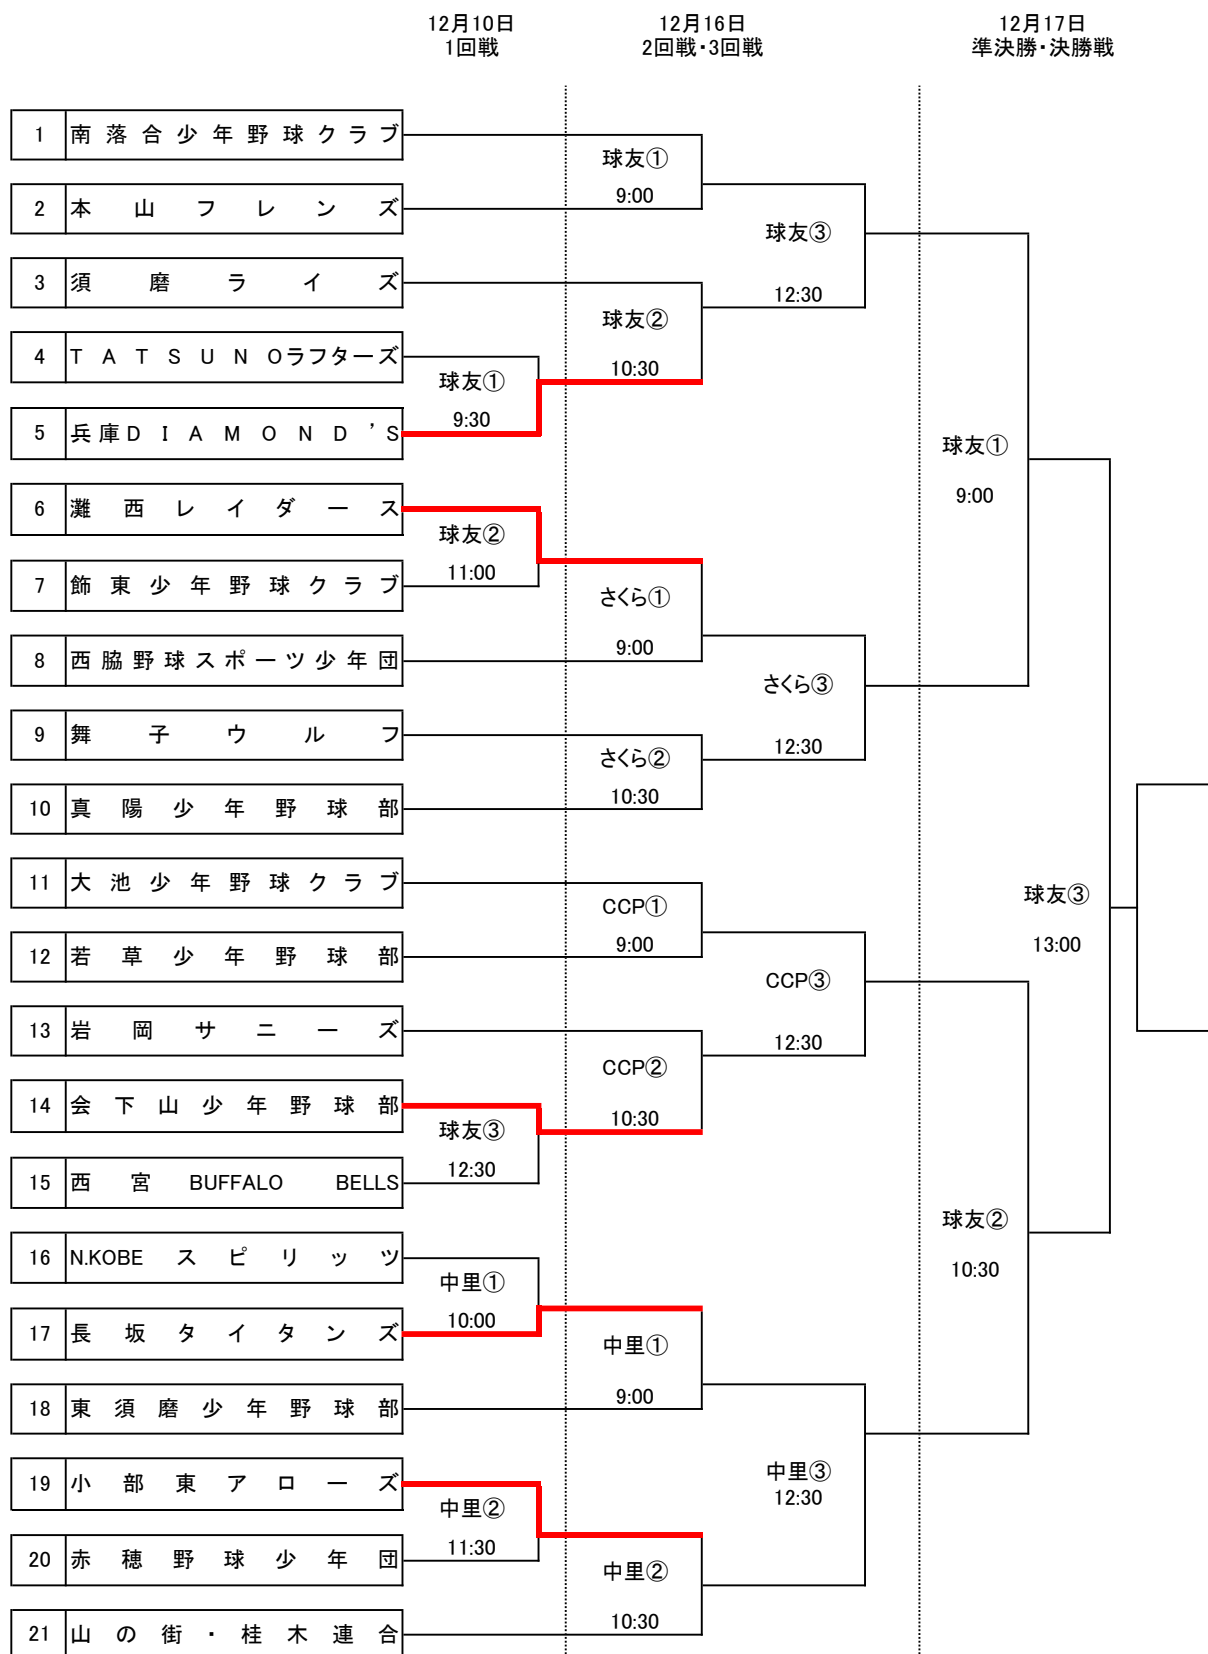 12月10日
1回戦
12月16日
2回戦・3回戦
12月17日
準決勝・決勝戦
1 南落合少年野球クラブ
球友①
9:00
2 本山フレンズ
球友③
12:30
3 須磨ライズ
球友②
10:30
4 TATSUNOラフターズ
球友①
9:30
5 兵庫DIAMOND'S
球友①
9:00
6 灘西レイダース
球友②
11:00
7 飾東少年野球クラブ
さくら①
9:00
8 西脇野球スポーツ少年団
さくら③
12:30
9 舞子ウルフ
さくら②
10:30
10 真陽少年野球部
11 大池少年野球クラブ
CCP①
9:00
球友③
13:00
12 若草少年野球部
CCP③
12:30
13 岩岡サニーズ
CCP②
10:30
14 会下山少年野球部
球友③
12:30
15 西宮 BUFFALO BELLS
球友②
10:30
16 N.KOBE スピリッツ
中里①
10:00
17 長坂タイタンズ
中里①
9:00
18 東須磨少年野球部
中里③
12:30
19 小部東アローズ
中里②
11:30
20 赤穂野球少年団
中里②
10:30
21 山の街・桂木連合